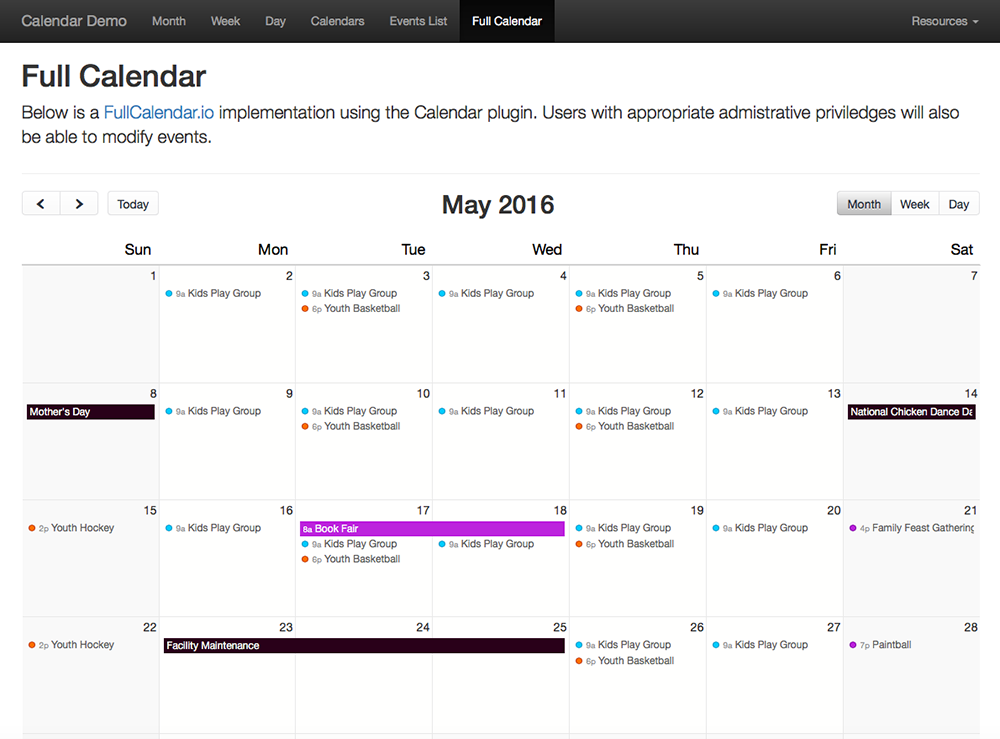 Calendar Demo Month Week Day Calendars Events List Full Calendar Resources
Full Calendar
Below is a FullCalendar.io implementation using the Calendar plugin. Users with appropriate admistrative priviledges will also
be able to modify events.
Today May 2016 Month Week Day
Sun Mon Tue Wed Thu Fri Sat
1 2 3 4 5 6 7
9a Kids Play Group 9a Kids Play Group 9a Kids Play Group 9a Kids Play Group 9a Kids Play Group
6p Youth Basketball 6p Youth Basketball
8 9 10 11 12 13 14
Mother's Day 9a Kids Play Group 9a Kids Play Group 9a Kids Play Group 9a Kids Play Group 9a Kids Play Group National Chicken Dance Da
6p Youth Basketball 6p Youth Basketball
15 16 17 18 19 20 21
2p Youth Hockey 9a Kids Play Group 8a Book Fair 9a Kids Play Group 9a Kids Play Group 4p Family Feast Gathering
9a Kids Play Group 9a Kids Play Group 6p Youth Basketball
6p Youth Basketball
22 23 24 25 26 27 28
2p Youth Hockey Facility Maintenance 9a Kids Play Group 9a Kids Play Group 7p Paintball
6p Youth Basketball